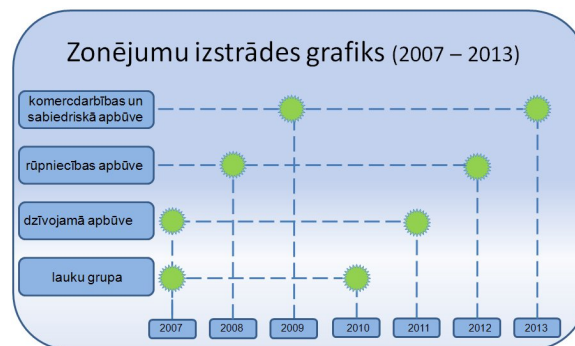 Zonējumu izstrādes grafiks (2007 – 2013)
komercdarbības un
sabiedriskā apbūve
rūpniecības apbūve
dzīvojamā apbūve
lauku grupa
2007 2008 2009 2010 2011 2012 2013